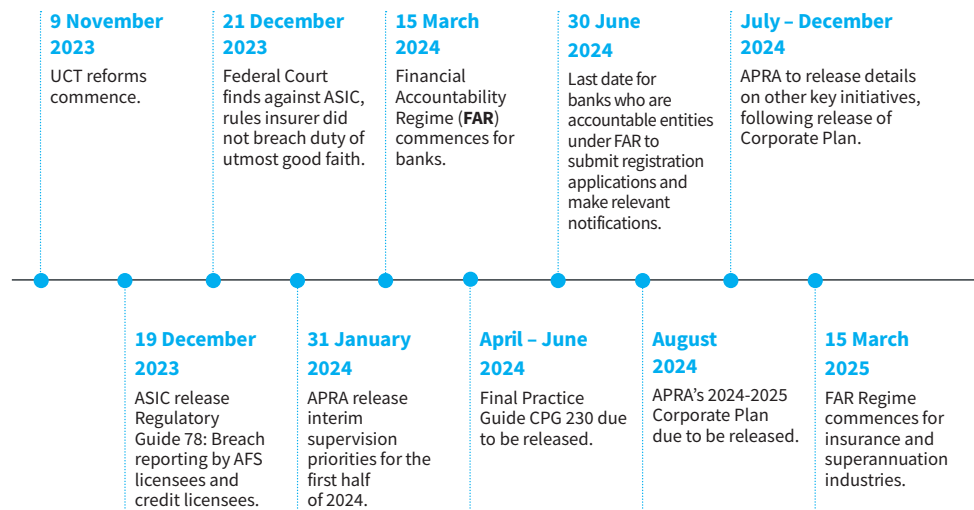 9 November
2023
UCT reforms
commence.
21 December
2023
Federal Court
finds against ASIC,
rules insurer did
not breach duty of
utmost good faith.
15 March
2024
Financial
Accountability
Regime (FAR)
commences for
banks.
30 June
2024
Last date for
banks who are
accountable entities
under FAR to
submit registration
applications and
make relevant
notifications.
July – December
2024
APRA to release details
on other key initiatives,
following release of
Corporate Plan.
19 December
2023
ASIC release
Regulatory
Guide 78: Breach
reporting by AFS
licensees and
credit licensees.
31 January
2024
APRA release
interim
supervision
priorities for the
first half
of 2024.
April – June
2024
Final Practice
Guide CPG 230 due
to be released.
August
2024
APRA’s 2024-2025
Corporate Plan
due to be released.
15 March
2025
FAR Regime
commences for
insurance and
superannuation
industries.